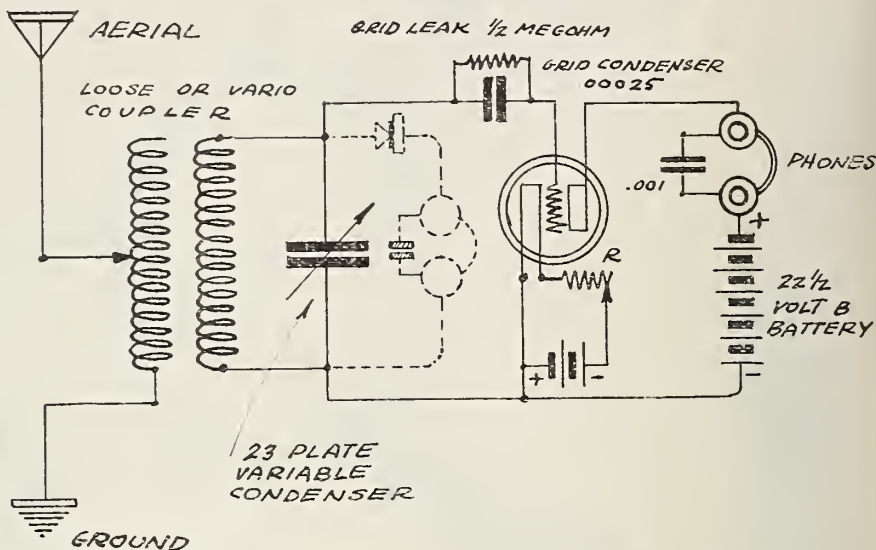 AERIAL
GRID LEAK ½ MEGOHM
GRID CONDENSER
.00025
LOOSE OR VARIO
COUPLER
PHONES
.001
+
R
22½
VOLT B
BATTERY
+ -
-
23 PLATE
VARIABLE
CONDENSER
GROUND